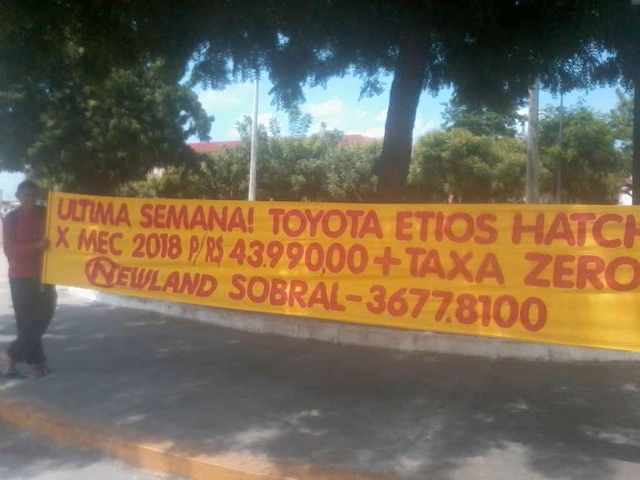 ULTIMA SEMANA! TOYOTA ETIOS HATCH
X MEC 2018 P/R$ 43.990,00 + TAXA ZERO
NEWLAND SOBRAL - 3677.8100